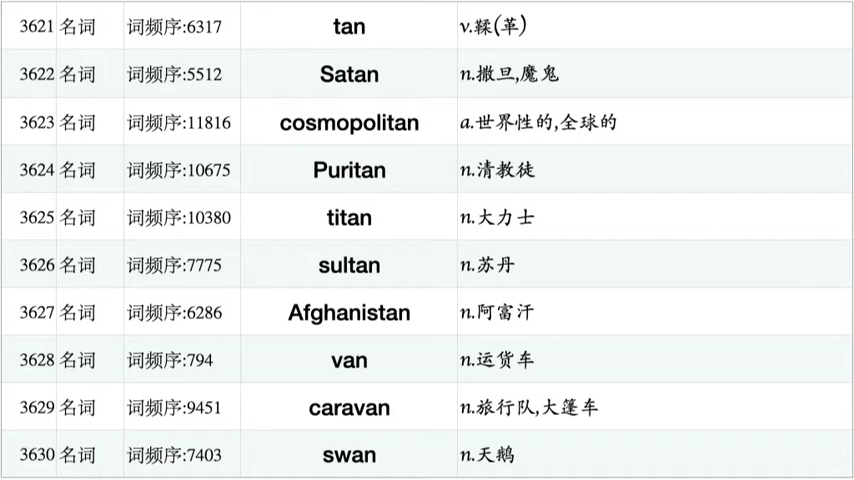 3621 名词 词频序:6317 tan v.鞣(革)
3622 名词 词频序:5512 Satan n.撒旦,魔鬼
3623 名词 词频序:11816 cosmopolitan a.世界性的,全球的
3624 名词 词频序:10675 Puritan n.清教徒
3625 名词 词频序:10380 titan n.大力士
3626 名词 词频序:7775 sultan n.苏丹
3627 名词 词频序:6286 Afghanistan n.阿富汗
3628 名词 词频序:794 van n.运货车
3629 名词 词频序:9451 caravan n.旅行队,大篷车
3630 名词 词频序:7403 swan n.天鹅